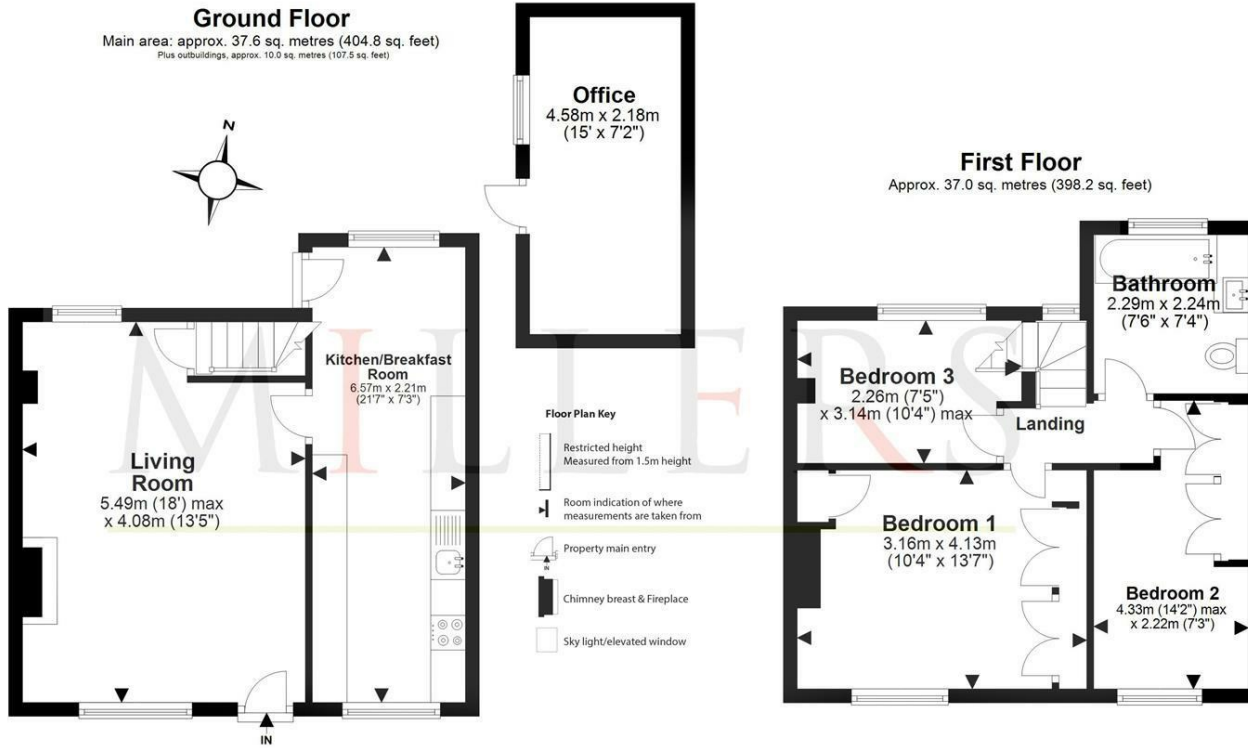 Ground Floor
Main area: approx. 37.6 sq. metres (404.8 sq. feet)
Plus outbuildings, approx. 10.0 sq. metres (107.5 sq. feet)
N
Office
4.58m x 2.18m
(15' x 7'2")
First Floor
Approx. 37.0 sq. metres (398.2 sq. feet)
Kitchen/Breakfast
Room
6.57m x 2.21m
(21'7" x 7'3")
Living
Room
5.49m (18') max
x 4.08m (13'5")
IN
Floor Plan Key
Restricted height
Measured from 1.5m height
Room indication of where
measurements are taken from
Property main entry
IN
Chimney breast & Fireplace
Sky light/elevated window
Bathroom
2.29m x 2.24m
(7'6" x 7'4")
Bedroom 3
2.26m (7'5")
x 3.14m (10'4") max
Landing
Bedroom 1
3.16m x 4.13m
(10'4" x 13'7")
Bedroom 2
4.33m (14'2") max
x 2.22m (7'3")
MILLERS